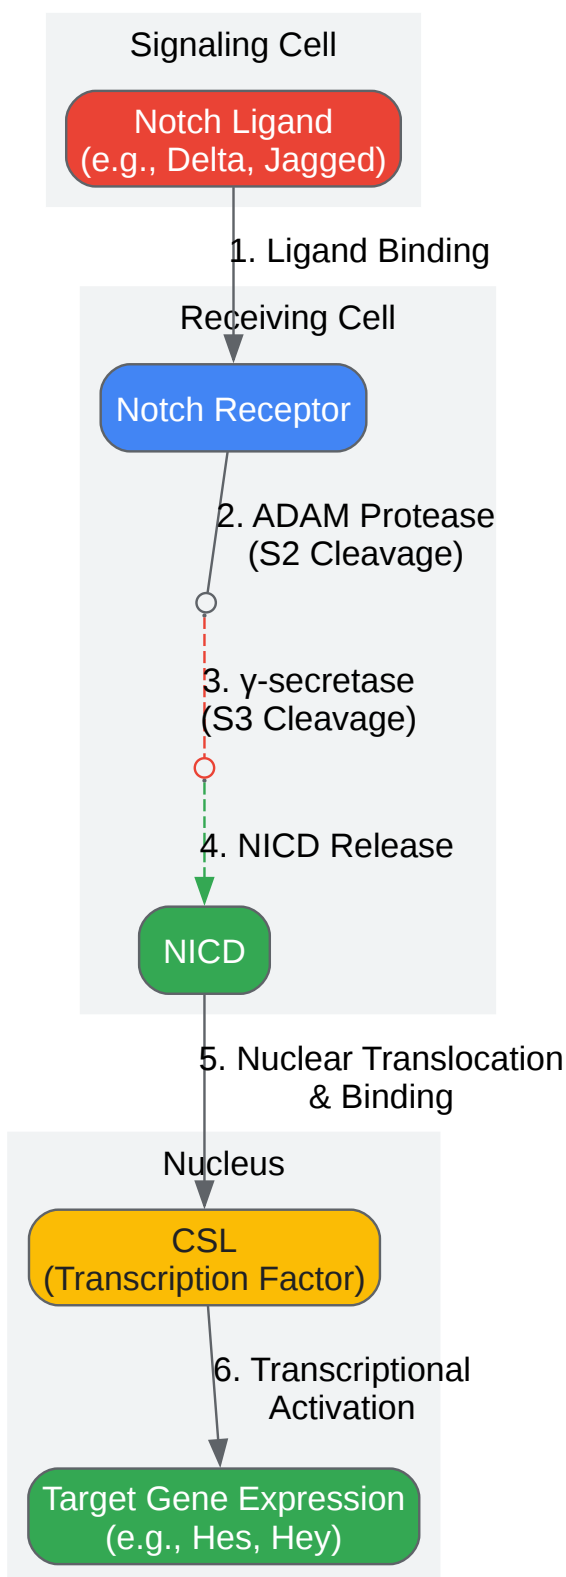 Signaling Cell
Notch Ligand
(e.g., Delta, Jagged)
1. Ligand Binding
Receiving Cell
Notch Receptor
2. ADAM Protease
(S2 Cleavage)
3. γ-secretase
(S3 Cleavage)
4. NICD Release
NICD
5. Nuclear Translocation
& Binding
Nucleus
CSL
(Transcription Factor)
6. Transcriptional
Activation
Target Gene Expression
(e.g., Hes, Hey)